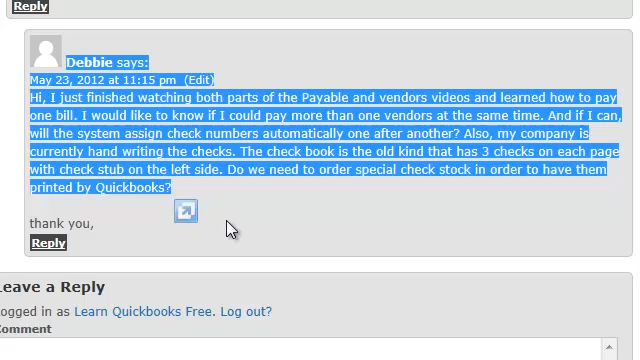 Reply
Debbie says:
May 23, 2012 at 11:15 pm (Edit)
Hi, I just finished watching both parts of the Payable and vendors videos and learned how to pay
one bill. I would like to know if I could pay more than one vendors at the same time. And if I can,
will the system assign check numbers automatically one after another? Also, my company is
currently hand writing the checks. The check book is the old kind that has 3 checks on each page
with check stub on the left side. Do we need to order special check stock in order to have them
printed by Quickbooks?
thank you,
Reply
Leave a Reply
ogged in as Learn Quickbooks Free. Log out?
Comment